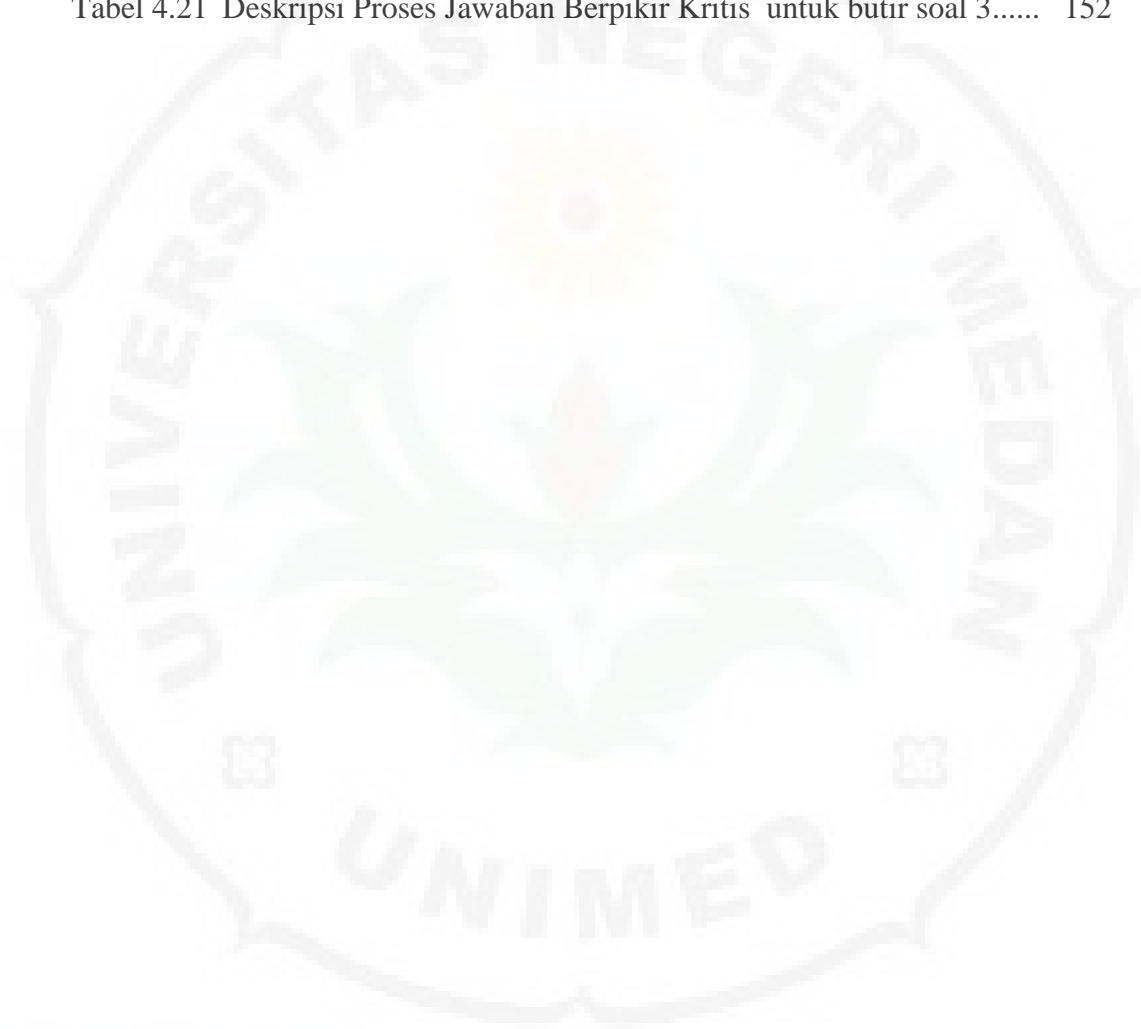 Tabel 4.21 Deskripsi Proses Jawaban Berpikir Kritis untuk butir soal 3...... 152
UNIVERSITAS NEGERI MEDAN
UNIMED